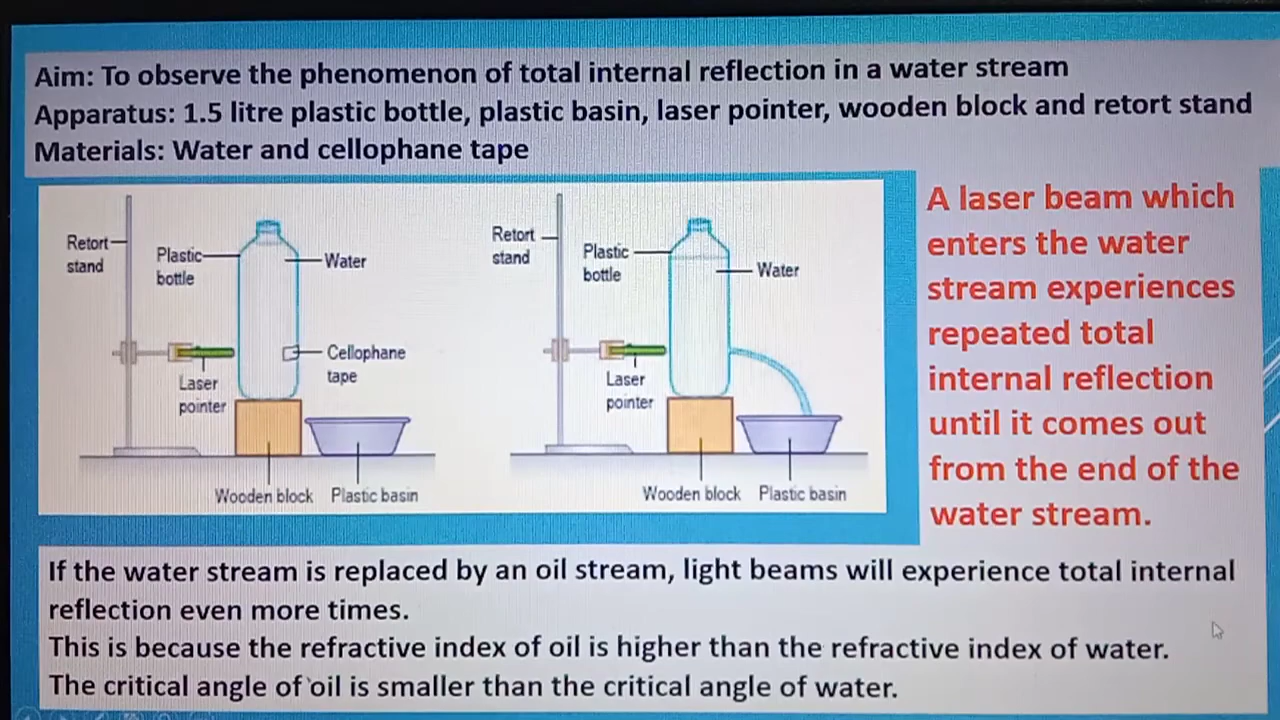 Aim: To observe the phenomenon of total internal reflection in a water stream
Apparatus: 1.5 litre plastic bottle, plastic basin, laser pointer, wooden block and retort stand
Materials: Water and cellophane tape
Retort
stand
Plastic
bottle
Water
Cellophane
tape
Laser
pointer
Wooden block
Plastic basin
Retort
stand
Plastic
bottle
Water
Laser
pointer
Wooden block
Plastic basin
A laser beam which
enters the water
stream experiences
repeated total
internal reflection
until it comes out
from the end of the
water stream.
If the water stream is replaced by an oil stream, light beams will experience total internal
reflection even more times.
This is because the refractive index of oil is higher than the refractive index of water.
The critical angle of oil is smaller than the critical angle of water.